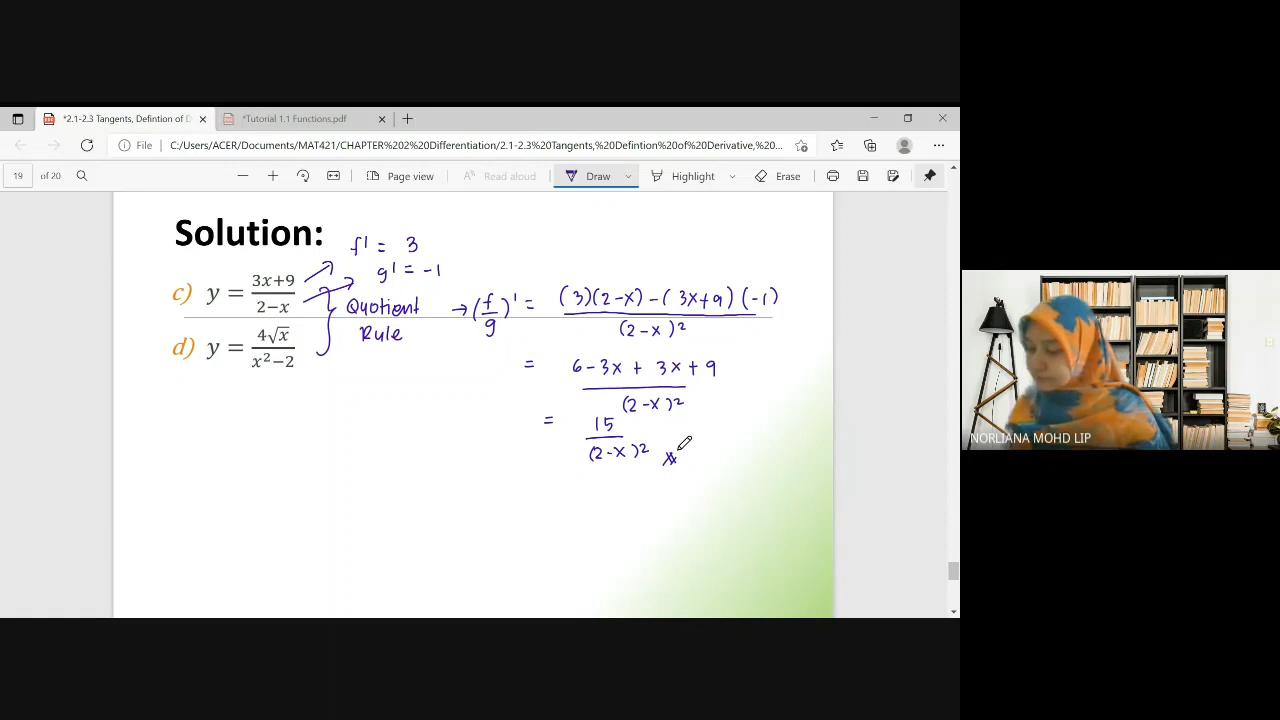 *2.1-2.3 Tangents, Defintion of D
*Tutorial 1.1 Functions.pdf
File
C:/Users/ACER/Documents/MAT421/CHAPTER%202%20Differentiation/2.1-2.3%20Tangents,%20Defintion%20of%20Derivative,%20...
19 of 20
Page view
Read aloud
Draw
Highlight
Erase
Solution:
f' = 3
g' = -1
c) y = (3x+9)/(2-x)
Quotient Rule
→ (f/g)' = ((3)(2-x) - (3x+9)(-1))/(2-x)²
d) y = (4√x)/(x²-2)
= (6-3x + 3x+9)/(2-x)²
= 15/(2-x)²
NORLIANA MOHD LIP